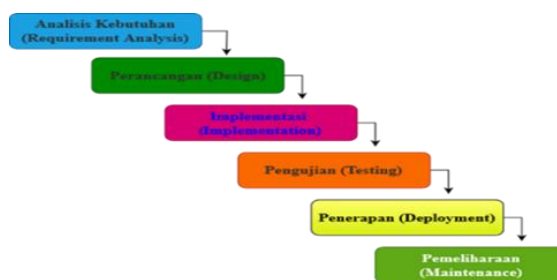 Analisis Kebutuhan
(Requirement Analysis)
Perancangan (Design)
Implementasi
(Implementation)
Pengujian (Testing)
Penerapan (Deployment)
Pemeliharaan
(Maintenance)